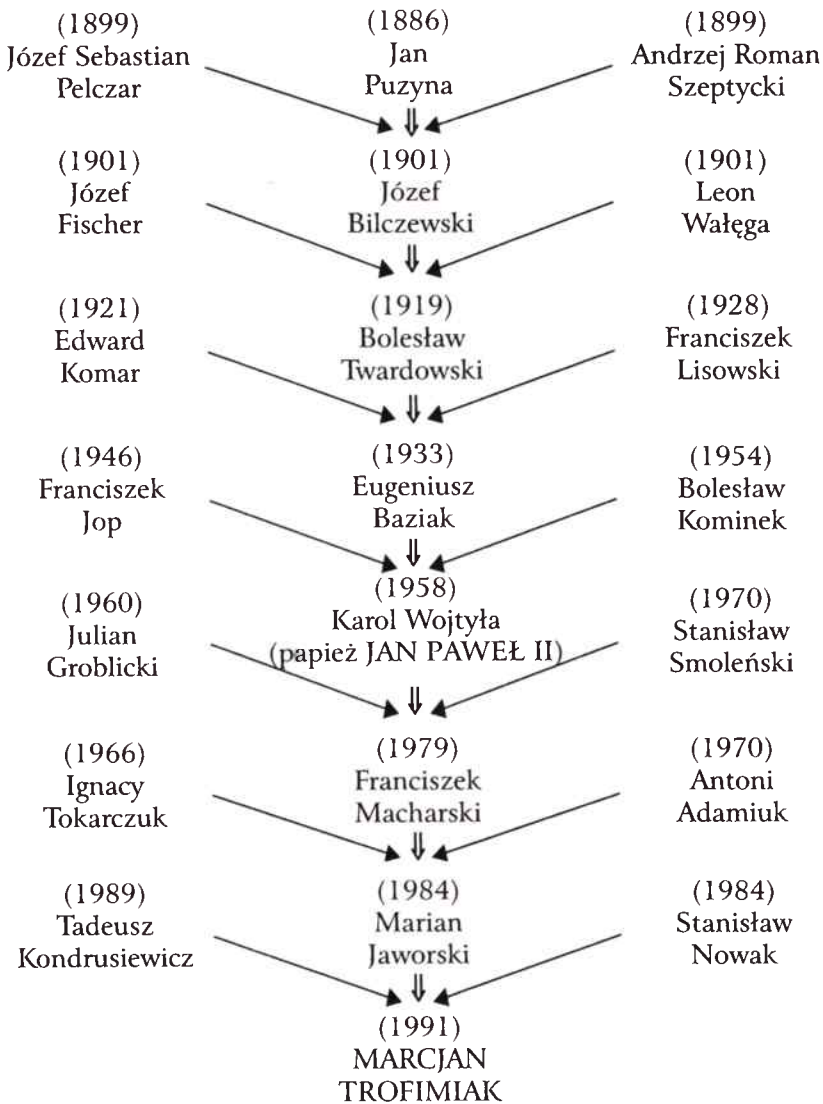 (1899)
Józef Sebastian
Pelczar
(1886)
Jan
Puzyna
(1899)
Andrzej Roman
Szeptycki
(1901)
Józef
Fischer
(1901)
Józef
Bilczewski
(1901)
Leon
Wałęga
(1921)
Edward
Komar
(1919)
Bolesław
Twardowski
(1928)
Franciszek
Lisowski
(1946)
Franciszek
Jop
(1933)
Eugeniusz
Baziak
(1954)
Bolesław
Kominek
(1960)
Julian
Groblicki
(1958)
Karol Wojtyła
(papież JAN PAWEŁ II)
(1970)
Stanisław
Smoleński
(1966)
Ignacy
Tokarczuk
(1979)
Franciszek
Macharski
(1970)
Antoni
Adamiuk
(1989)
Tadeusz
Kondrusiewicz
(1984)
Marian
Jaworski
(1984)
Stanisław
Nowak
(1991)
MARCJAN
TROFIMIAK